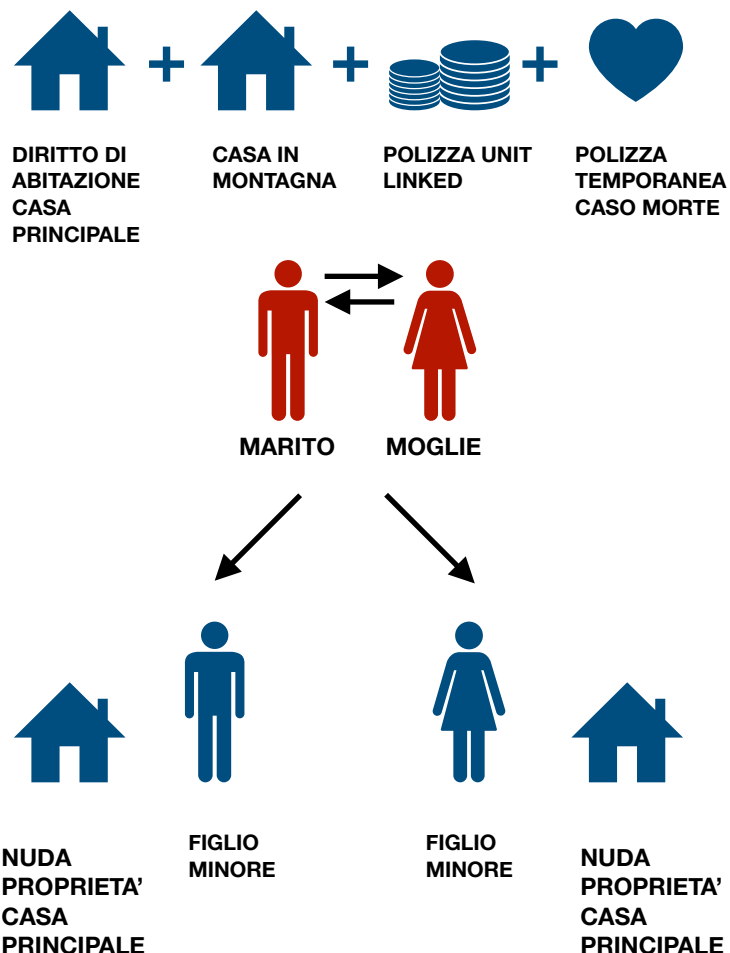 DIRITTO DI
ABITAZIONE
CASA
PRINCIPALE
CASA IN
MONTAGNA
POLIZZA UNIT
LINKED
POLIZZA
TEMPORANEA
CASO MORTE
MARITO
MOGLIE
NUDA
PROPRIETA’
CASA
PRINCIPALE
FIGLIO
MINORE
FIGLIO
MINORE
NUDA
PROPRIETA’
CASA
PRINCIPALE